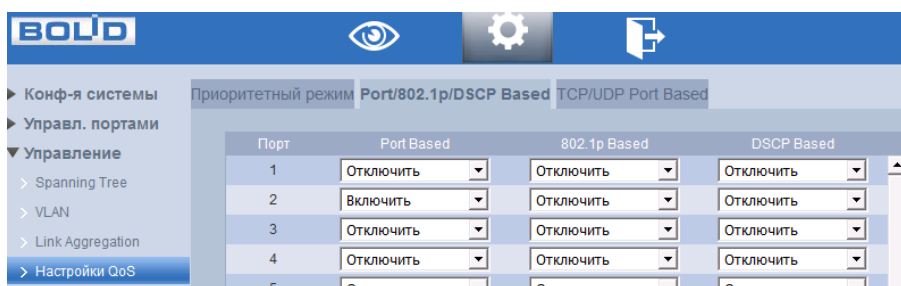 BOLID
Конф-я системы
Управл. портами
Управление
Spanning Tree
VLAN
Link Aggregation
Настройки QoS
Приоритетный режим Port/802.1p/DSCP Based TCP/UDP Port Based
Порт Port Based 802.1p Based DSCP Based
1 Отключить Отключить Отключить
2 Включить Отключить Отключить
3 Отключить Отключить Отключить
4 Отключить Отключить Отключить